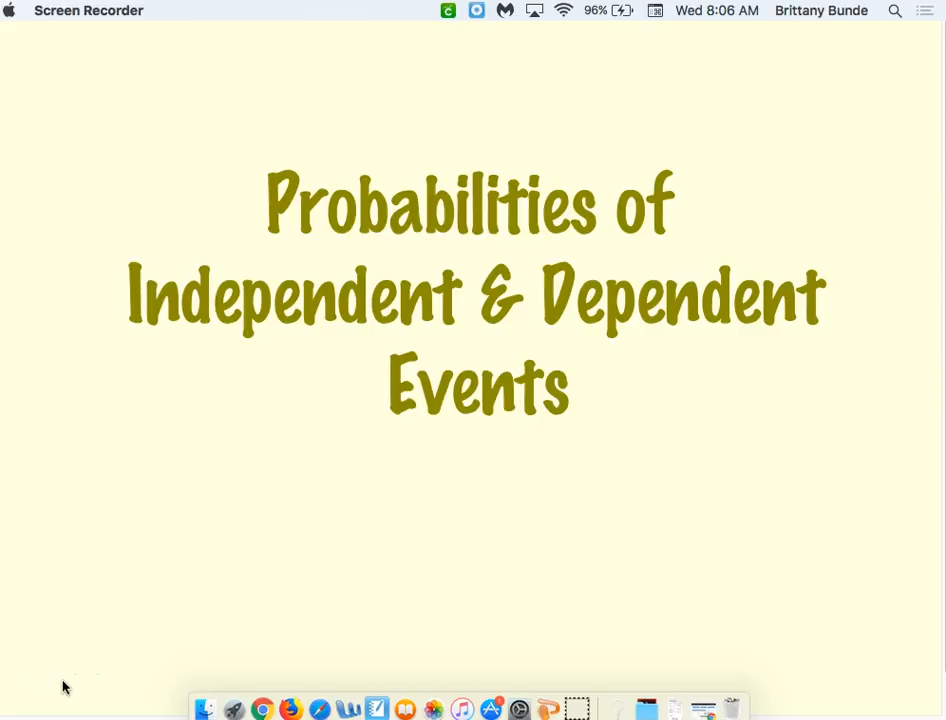 Screen Recorder 96% Wed 8:06 AM Brittany Bunde
Probabilities of
Independent & Dependent
Events